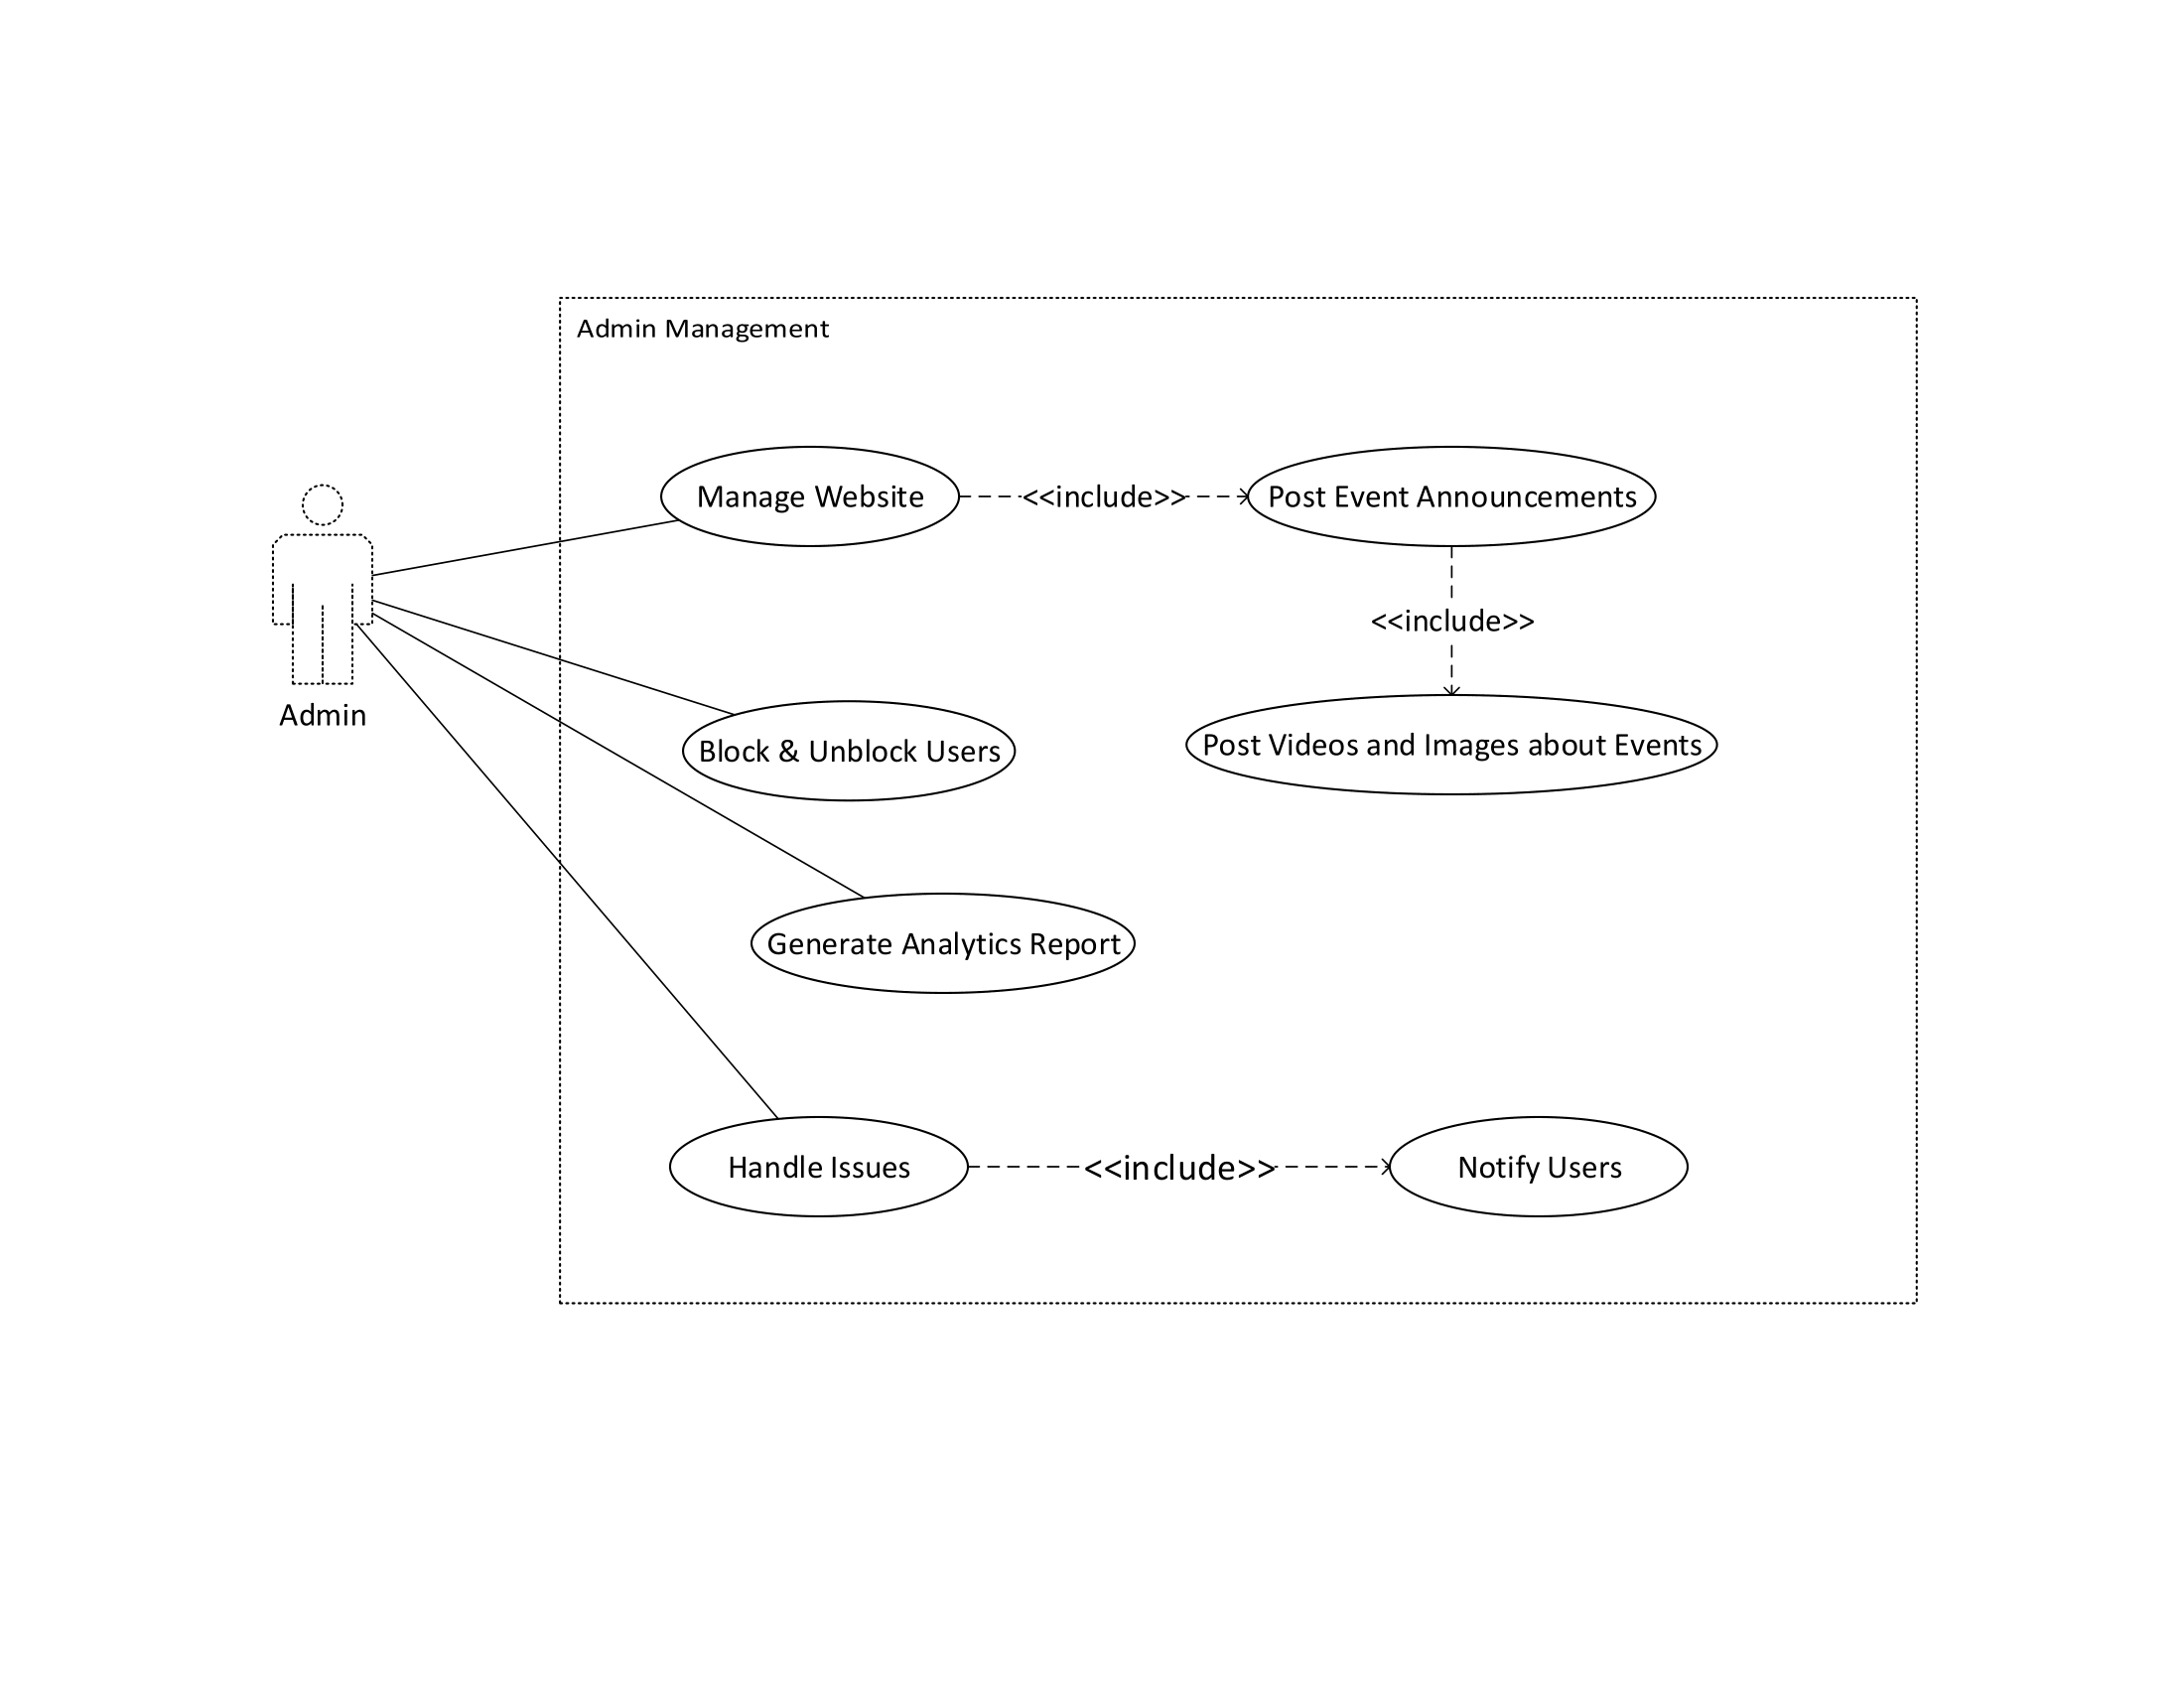 Admin Management
Manage Website
<<include>>
Post Event Announcements
<<include>>
Admin
Block & Unblock Users
Post Videos and Images about Events
Generate Analytics Report
Handle Issues
<<include>>
Notify Users